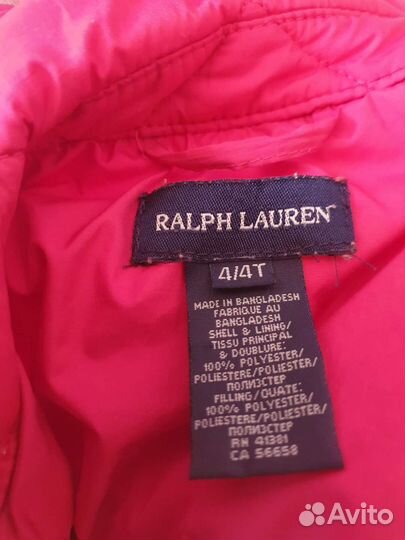 RALPH LAUREN
4/4T
MADE IN BANGLADESH
FABRIQUE AU
BANGLADESH
SHELL & LINING/
TISSU PRINCIPAL
& DOUBLURE:
100% POLYESTER/
POLIESTERE/POLIESTER/
ПОЛИЭСТЕР
FILLING/OUATE:
100% POLYESTER/
POLIESTERE/POLIESTER/
ПОЛИЭСТЕР
RN 41381
CA 56658
Avito